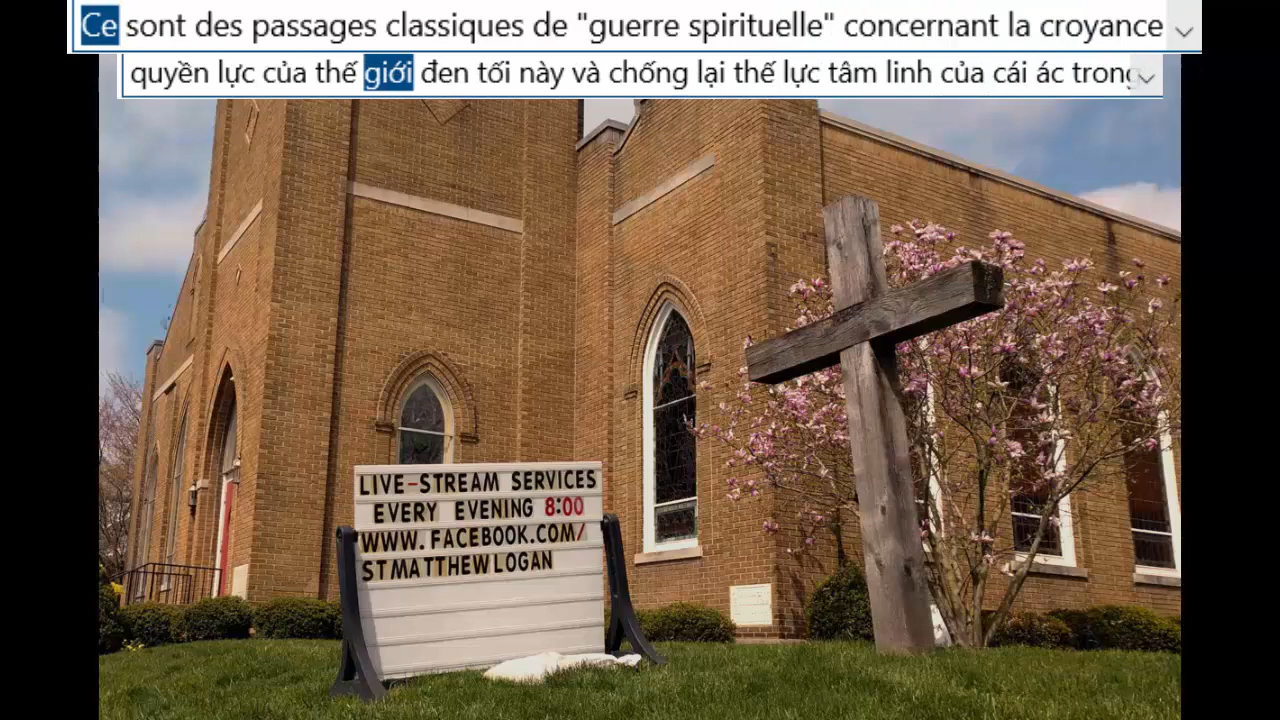 Ce sont des passages classiques de "guerre spirituelle" concernant la croyance
quyền lực của thế giới đen tối này và chống lại thế lực tâm linh của cái ác trong
LIVE-STREAM SERVICES
EVERY EVENING 8:00
WWW.FACEBOOK.COM/
STMATTHEWLOGAN